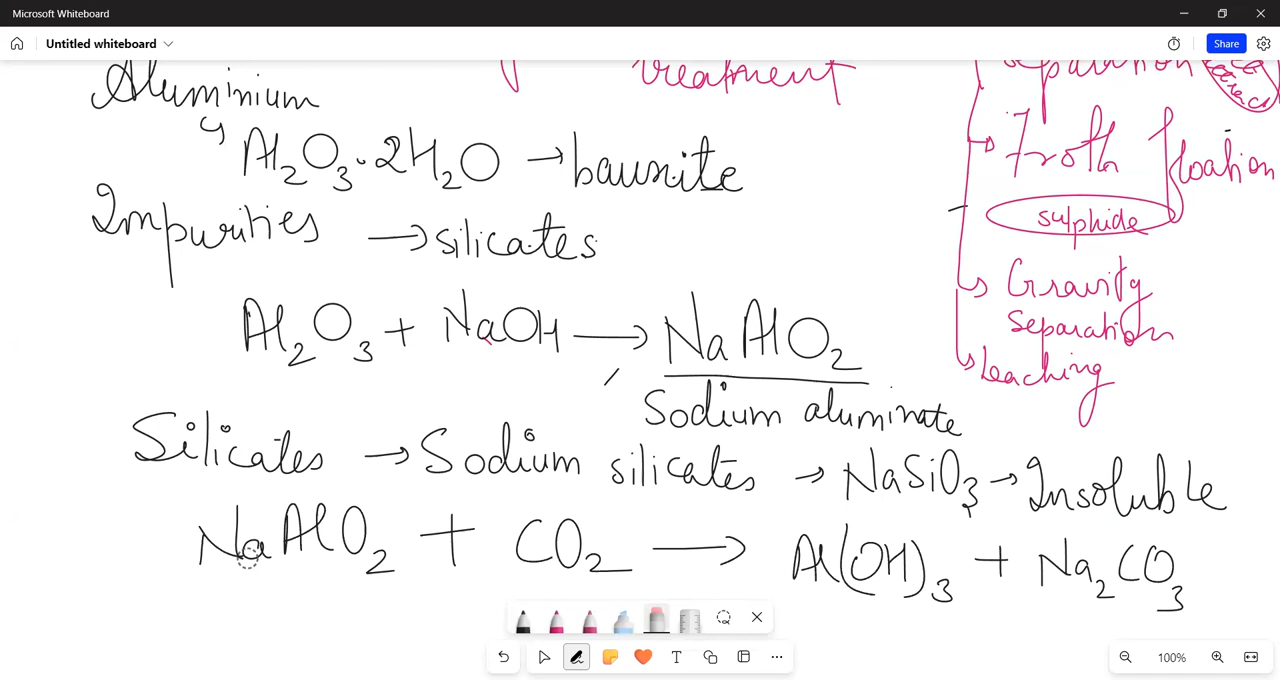 Microsoft Whiteboard
Untitled whiteboard
Share
Aluminium
Al2O3.2H2O → bauxite
Impurities → silicates
Al2O3 + NaOH → NaAlO2
Sodium aluminate
Silicates → Sodium silicates → NaSiO3 → Insoluble
NaAlO2 + CO2 → Al(OH)3 + Na2CO3
treatment
separation
Froth floation
sulphide
Gravity
Separation
Leaching
100%